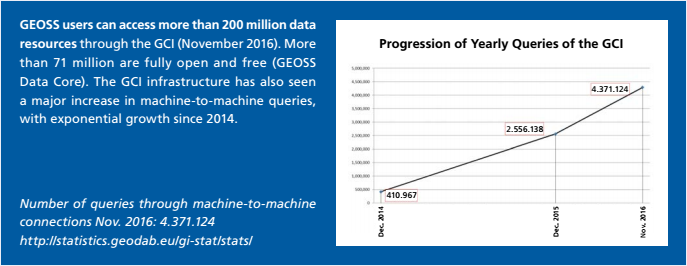 GEOSS users can access more than 200 million data
resources through the GCI (November 2016). More
than 71 million are fully open and free (GEOSS
Data Core). The GCI infrastructure has also seen
a major increase in machine-to-machine queries,
with exponential growth since 2014.
Number of queries through machine-to-machine
connections Nov. 2016: 4.371.124
http://statistics.geodab.eu/gi-stat/stats/
Progression of Yearly Queries of the GCI
5,000,000
4,500,000
4,000,000
3,500,000
3,000,000
2,500,000
2,000,000
1,500,000
1,000,000
500,000
0
410.967
2.556.138
4.371.124
Dec. 2014
Dec. 2015
Nov. 2016